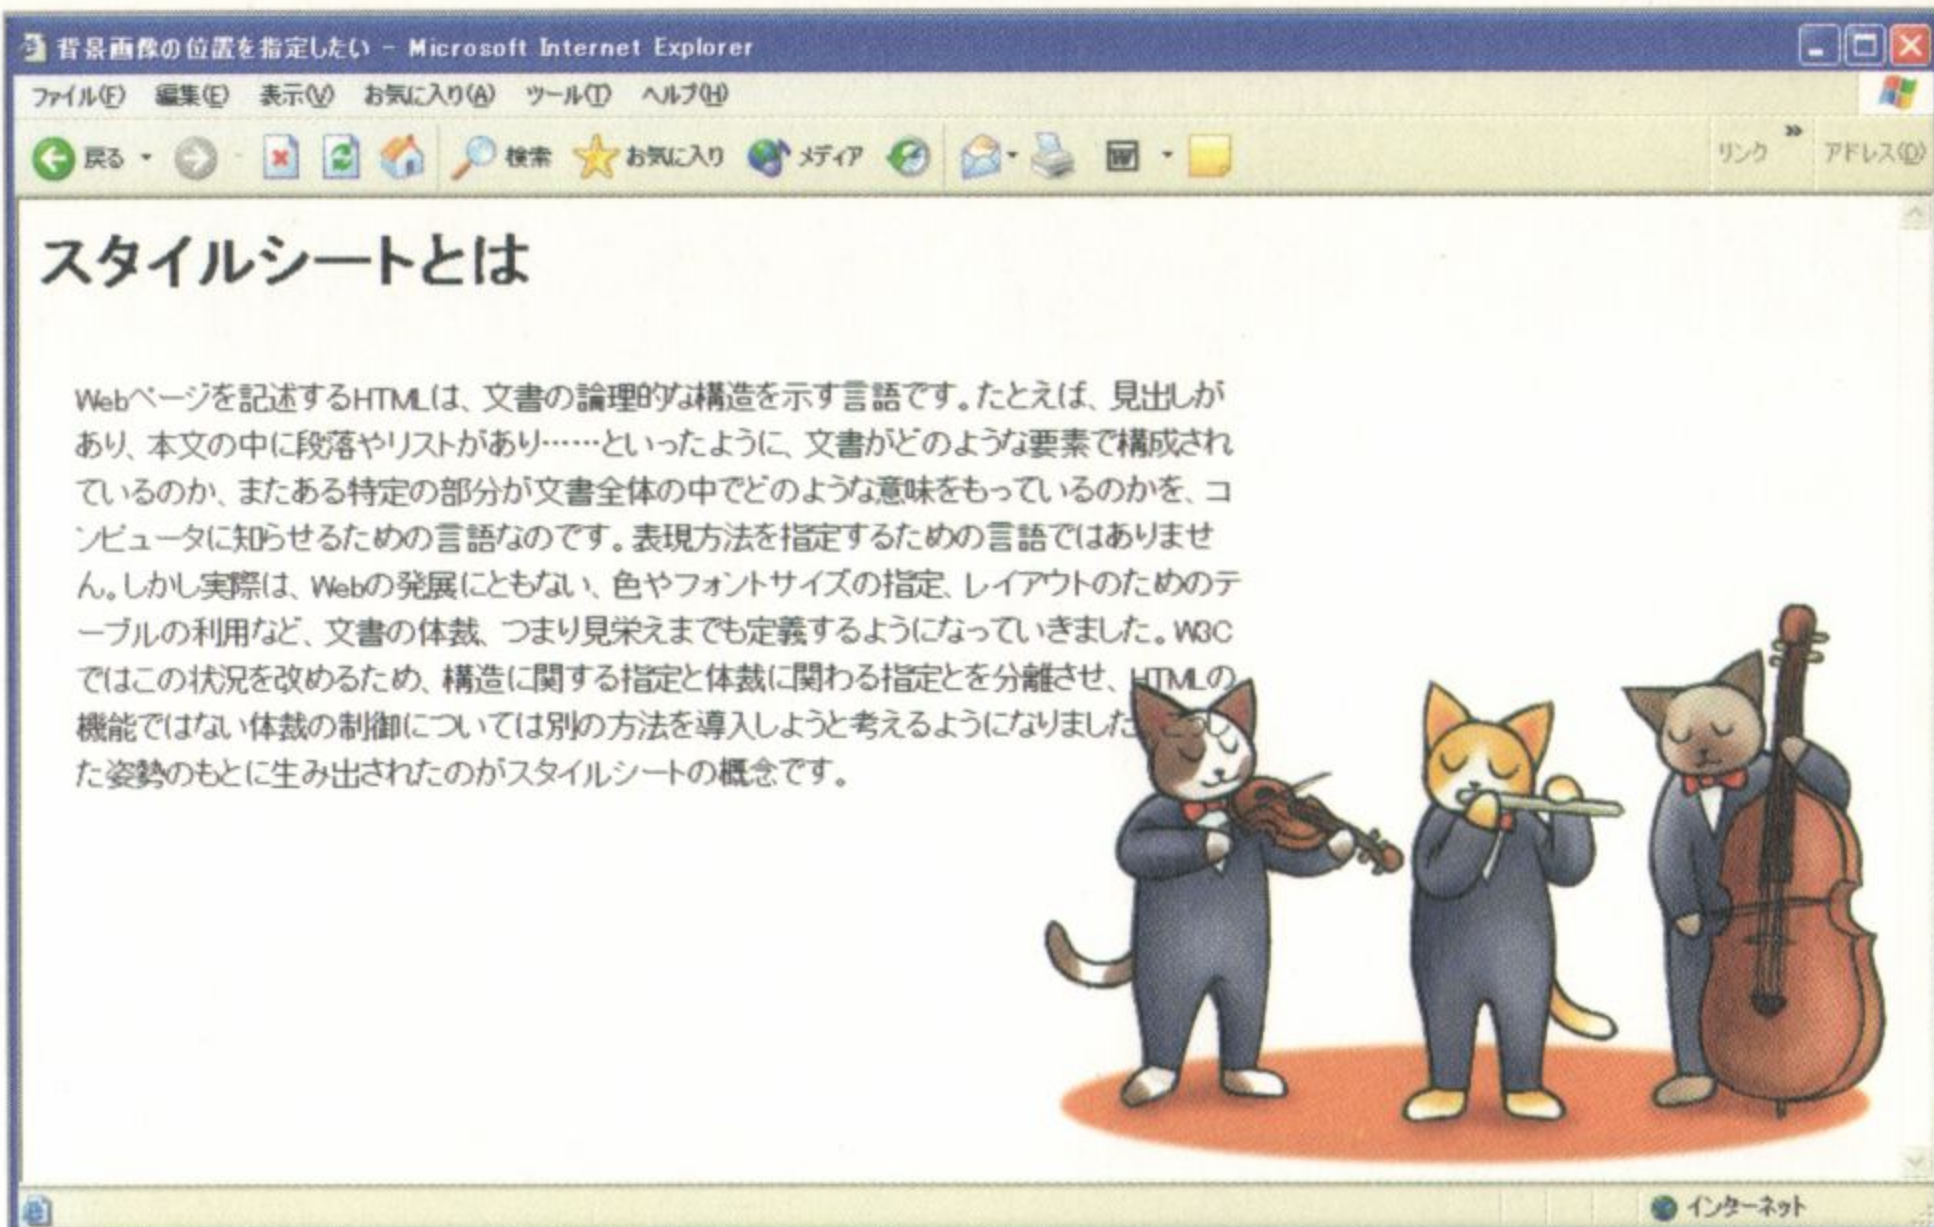 背景画像の位置を指定したい - Microsoft Internet Explorer
ファイル(F) 編集(E) 表示(V) お気に入り(A) ツール(T) ヘルプ(H)
戻る 検索 お気に入り メディア W リンク » アドレス(D)
スタイルシートとは
Webページを記述するHTMLは、文書の論理的な構造を示す言語です。たとえば、見出しが
あり、本文の中に段落やリストがあり……といったように、文書がどのような要素で構成され
ているのか、またある特定の部分が文書全体の中でどのような意味をもっているのかを、コ
ンピュータに知らせるための言語なのです。表現方法を指定するための言語ではありませ
ん。しかし実際は、Webの発展にともない、色やフォントサイズの指定、レイアウトのためのテ
ーブルの利用など、文書の体裁、つまり見栄えまでも定義するようになっていきました。W3C
ではこの状況を改めるため、構造に関する指定と体裁に関わる指定とを分離させ、HTMLの
機能ではない体裁の制御については別の方法を導入しようと考えるようになりました。こうし
た姿勢のもとに生み出されたのがスタイルシートの概念です。
インターネット